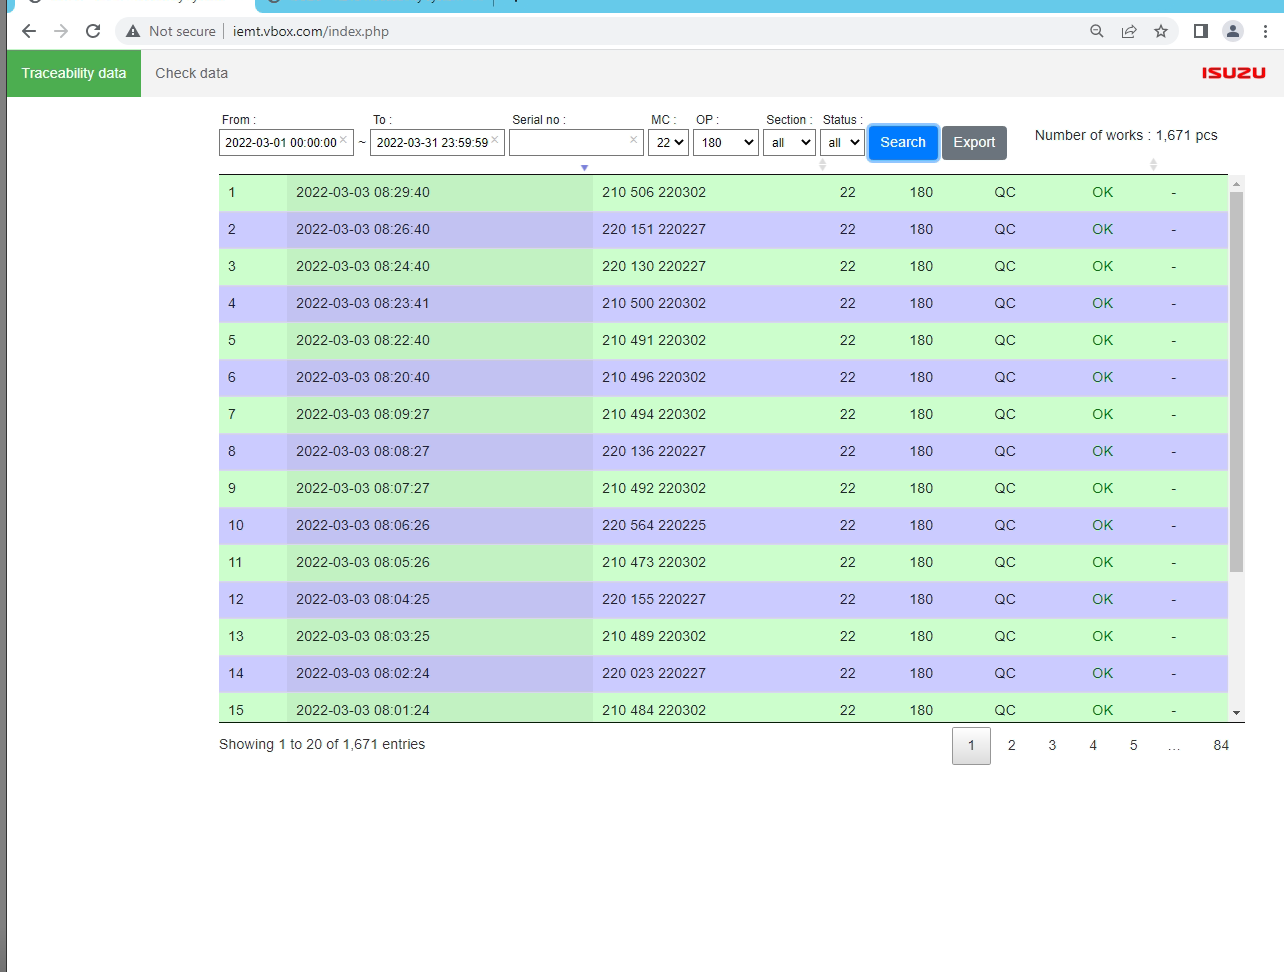 Not secure iemt.vbox.com/index.php
Traceability data Check data ISUZU
From : To : Serial no : MC : OP : Section : Status :
2022-03-01 00:00:00 × ~ 2022-03-31 23:59:59 × × 22 180 all all Search Export Number of works : 1,671 pcs
1 2022-03-03 08:29:40 210 506 220302 22 180 QC OK -
2 2022-03-03 08:26:40 220 151 220227 22 180 QC OK -
3 2022-03-03 08:24:40 220 130 220227 22 180 QC OK -
4 2022-03-03 08:23:41 210 500 220302 22 180 QC OK -
5 2022-03-03 08:22:40 210 491 220302 22 180 QC OK -
6 2022-03-03 08:20:40 210 496 220302 22 180 QC OK -
7 2022-03-03 08:09:27 210 494 220302 22 180 QC OK -
8 2022-03-03 08:08:27 220 136 220227 22 180 QC OK -
9 2022-03-03 08:07:27 210 492 220302 22 180 QC OK -
10 2022-03-03 08:06:26 220 564 220225 22 180 QC OK -
11 2022-03-03 08:05:26 210 473 220302 22 180 QC OK -
12 2022-03-03 08:04:25 220 155 220227 22 180 QC OK -
13 2022-03-03 08:03:25 210 489 220302 22 180 QC OK -
14 2022-03-03 08:02:24 220 023 220227 22 180 QC OK -
15 2022-03-03 08:01:24 210 484 220302 22 180 QC OK -
Showing 1 to 20 of 1,671 entries 1 2 3 4 5 … 84